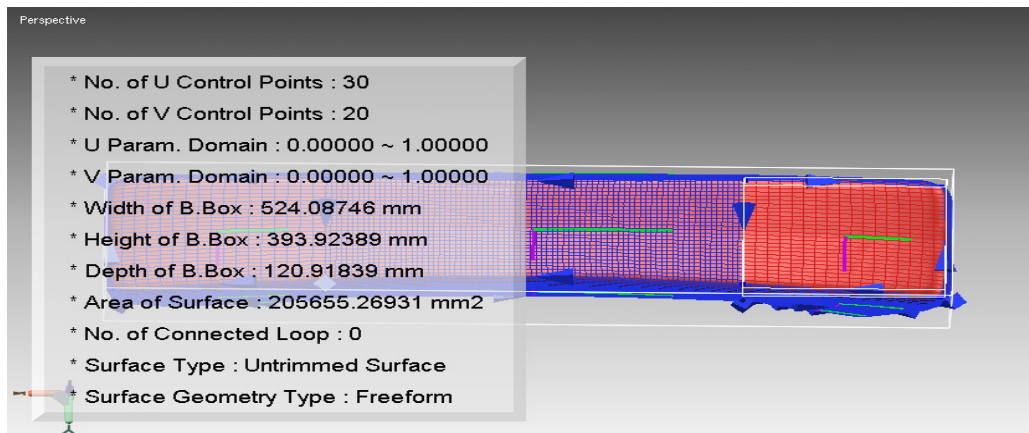 Perspective
* No. of U Control Points : 30
* No. of V Control Points : 20
* U Param. Domain : 0.00000 ~ 1.00000
* V Param. Domain : 0.00000 ~ 1.00000
* Width of B.Box : 524.08746 mm
* Height of B.Box : 393.92389 mm
* Depth of B.Box : 120.91839 mm
* Area of Surface : 205655.26931 mm2
* No. of Connected Loop : 0
* Surface Type : Untrimmed Surface
* Surface Geometry Type : Freeform